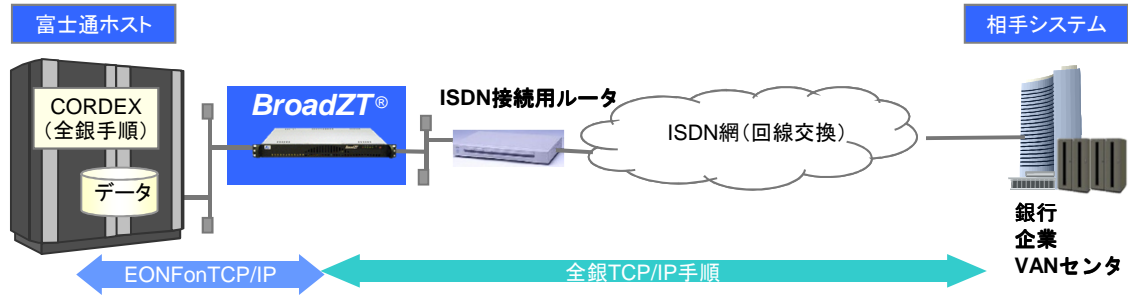 富士通ホスト
相手システム
CORDEX
（全銀手順）
データ
BroadZT®
ISDN接続用ルータ
ISDN網（回線交換）
銀行
企業
VANセンタ
EONFonTCP/IP
全銀TCP/IP手順